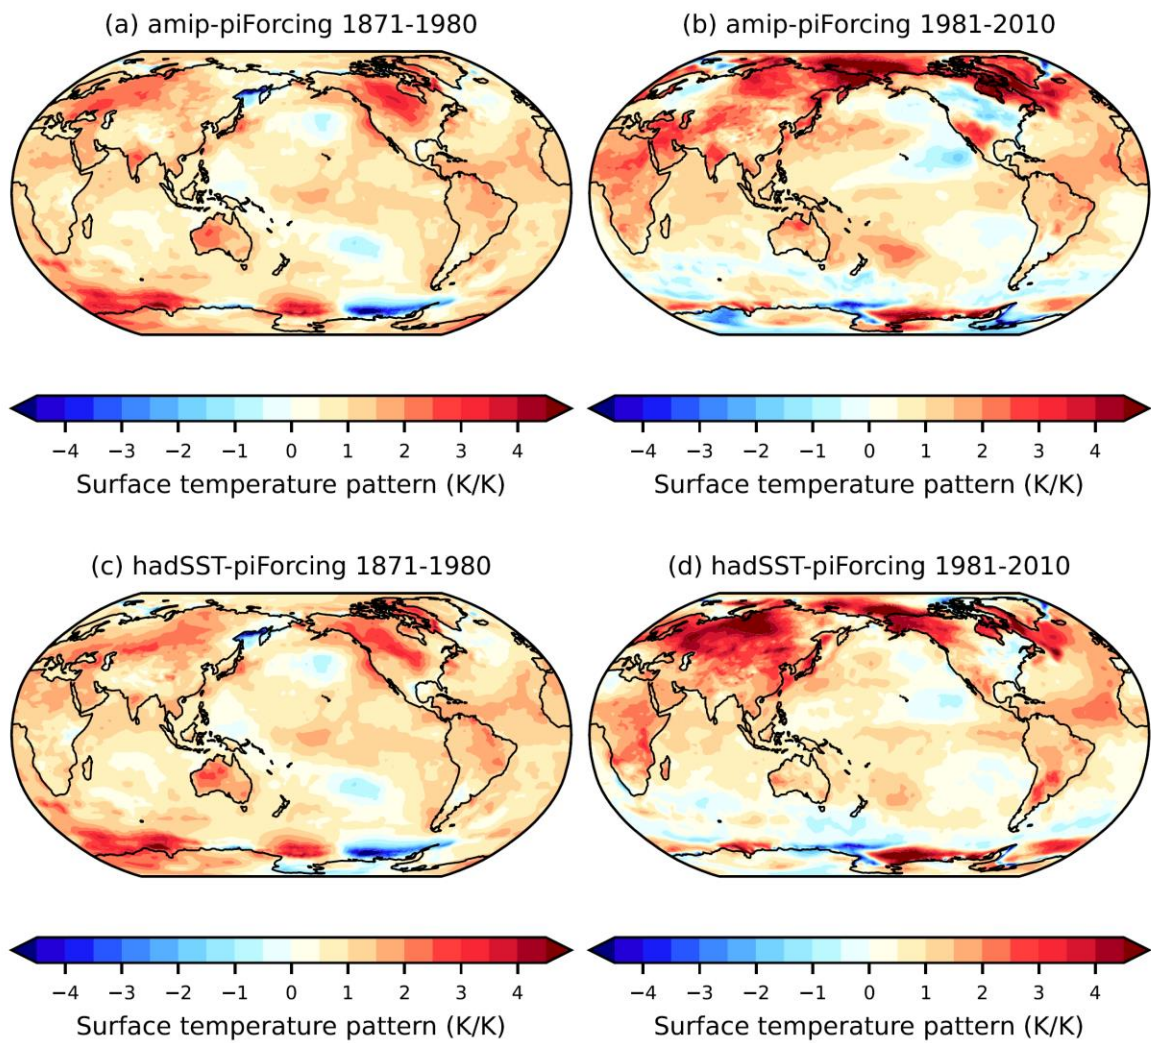 (a) amip-piForcing 1871-1980
(b) amip-piForcing 1981-2010
−4 −3 −2 −1 0 1 2 3 4
−4 −3 −2 −1 0 1 2 3 4
Surface temperature pattern (K/K)
Surface temperature pattern (K/K)
(c) hadSST-piForcing 1871-1980
(d) hadSST-piForcing 1981-2010
−4 −3 −2 −1 0 1 2 3 4
−4 −3 −2 −1 0 1 2 3 4
Surface temperature pattern (K/K)
Surface temperature pattern (K/K)